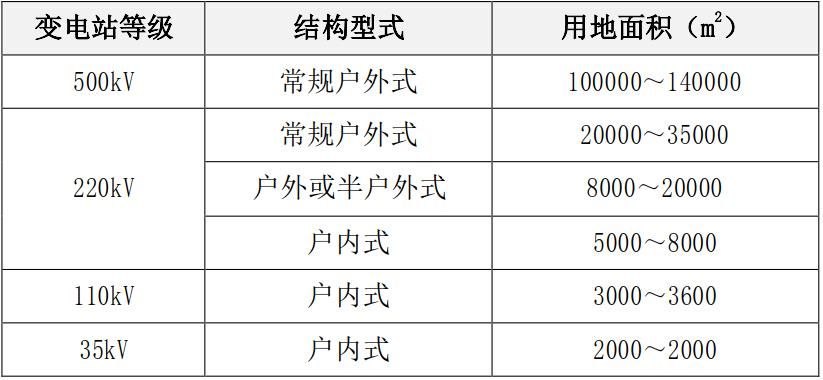 变电站等级 结构型式 用地面积（m²）
500kV 常规户外式 100000～140000
220kV 常规户外式 20000～35000
户外或半户外式 8000～20000
户内式 5000～8000
110kV 户内式 3000～3600
35kV 户内式 2000～2000